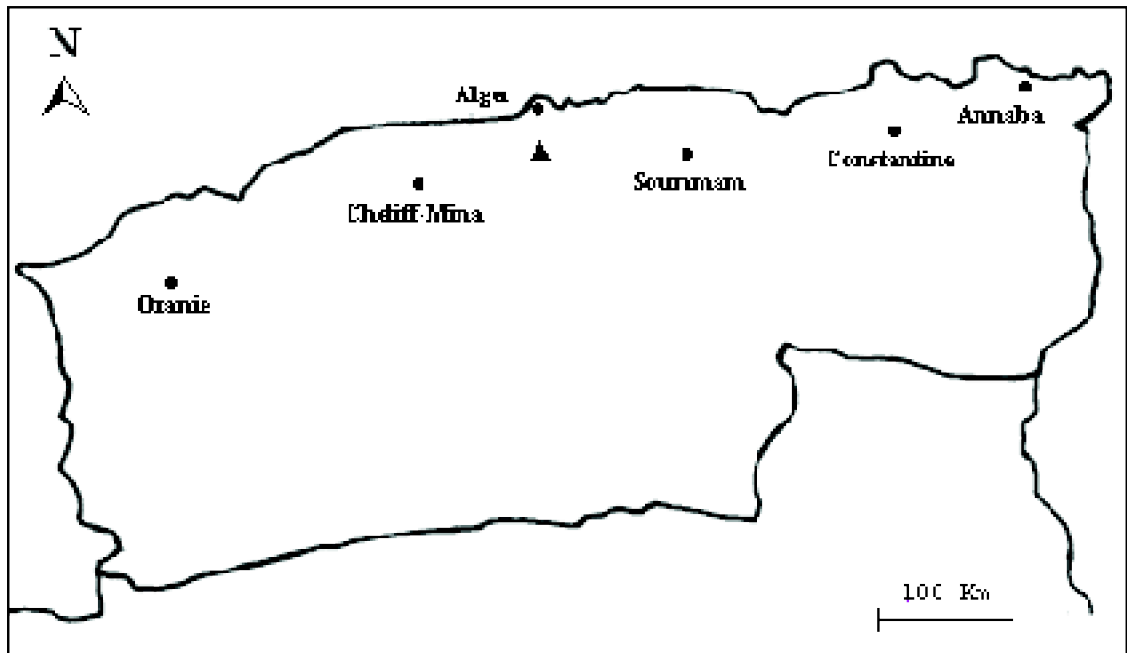 N
Alger
Annaba
Constantine
Soummam
Cheliff-Mina
Oranie
100 Km